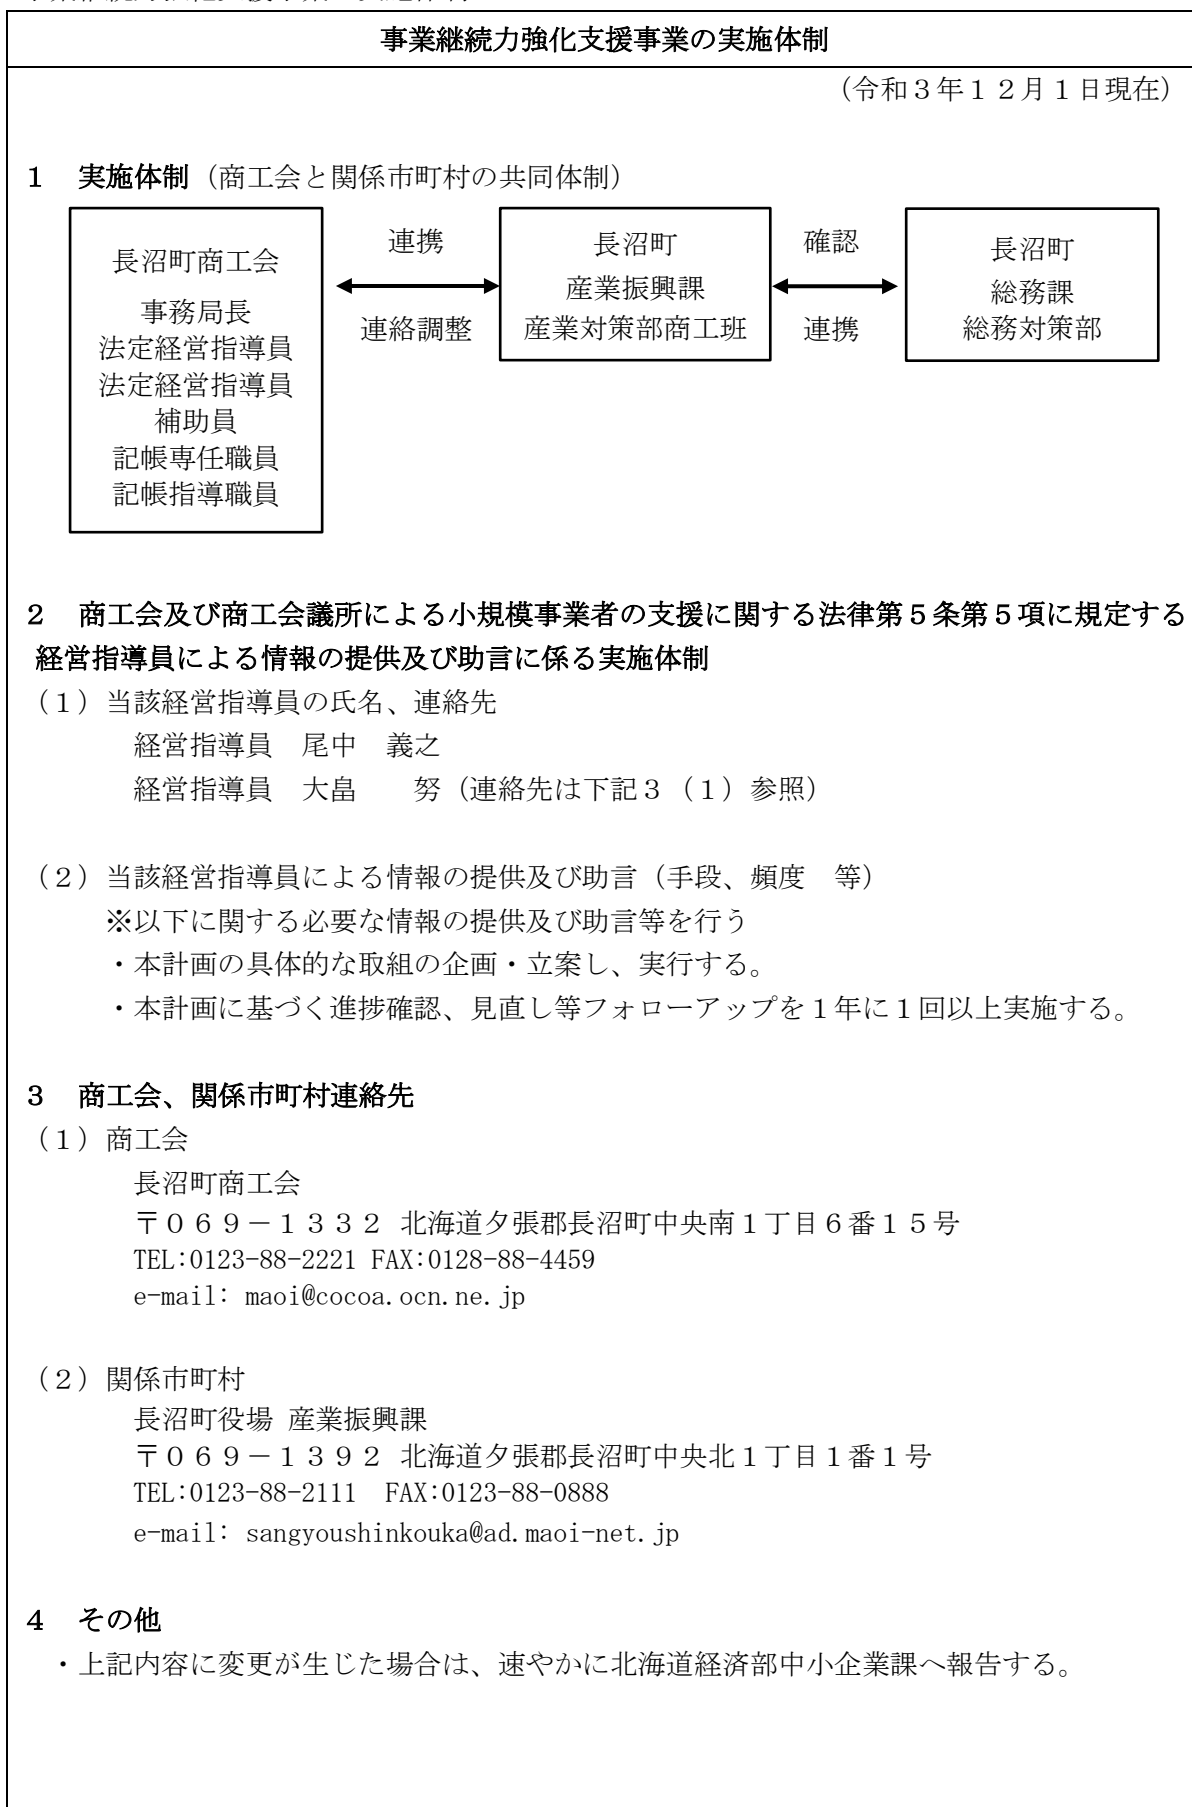 事業継続力強化支援事業の実施体制
（令和３年１２月１日現在）
１　実施体制（商工会と関係市町村の共同体制）
長沼町商工会
事務局長
法定経営指導員
法定経営指導員
補助員
記帳専任職員
記帳指導職員
連携
連絡調整
長沼町
産業振興課
産業対策部商工班
確認
連携
長沼町
総務課
総務対策部
２　商工会及び商工会議所による小規模事業者の支援に関する法律第５条第５項に規定する
経営指導員による情報の提供及び助言に係る実施体制
（１）当該経営指導員の氏名、連絡先
経営指導員　尾中　義之
経営指導員　大畠　　努（連絡先は下記３（１）参照）
（２）当該経営指導員による情報の提供及び助言（手段、頻度　等）
※以下に関する必要な情報の提供及び助言等を行う
・本計画の具体的な取組の企画・立案し、実行する。
・本計画に基づく進捗確認、見直し等フォローアップを１年に１回以上実施する。
３　商工会、関係市町村連絡先
（１）商工会
長沼町商工会
〒０６９－１３３２ 北海道夕張郡長沼町中央南１丁目６番１５号
TEL:0123-88-2221 FAX:0128-88-4459
e-mail: maoi@cocoa.ocn.ne.jp
（２）関係市町村
長沼町役場 産業振興課
〒０６９－１３９２ 北海道夕張郡長沼町中央北１丁目１番１号
TEL:0123-88-2111　FAX:0123-88-0888
e-mail: sangyoushinkouka@ad.maoi-net.jp
４　その他
・上記内容に変更が生じた場合は、速やかに北海道経済部中小企業課へ報告する。